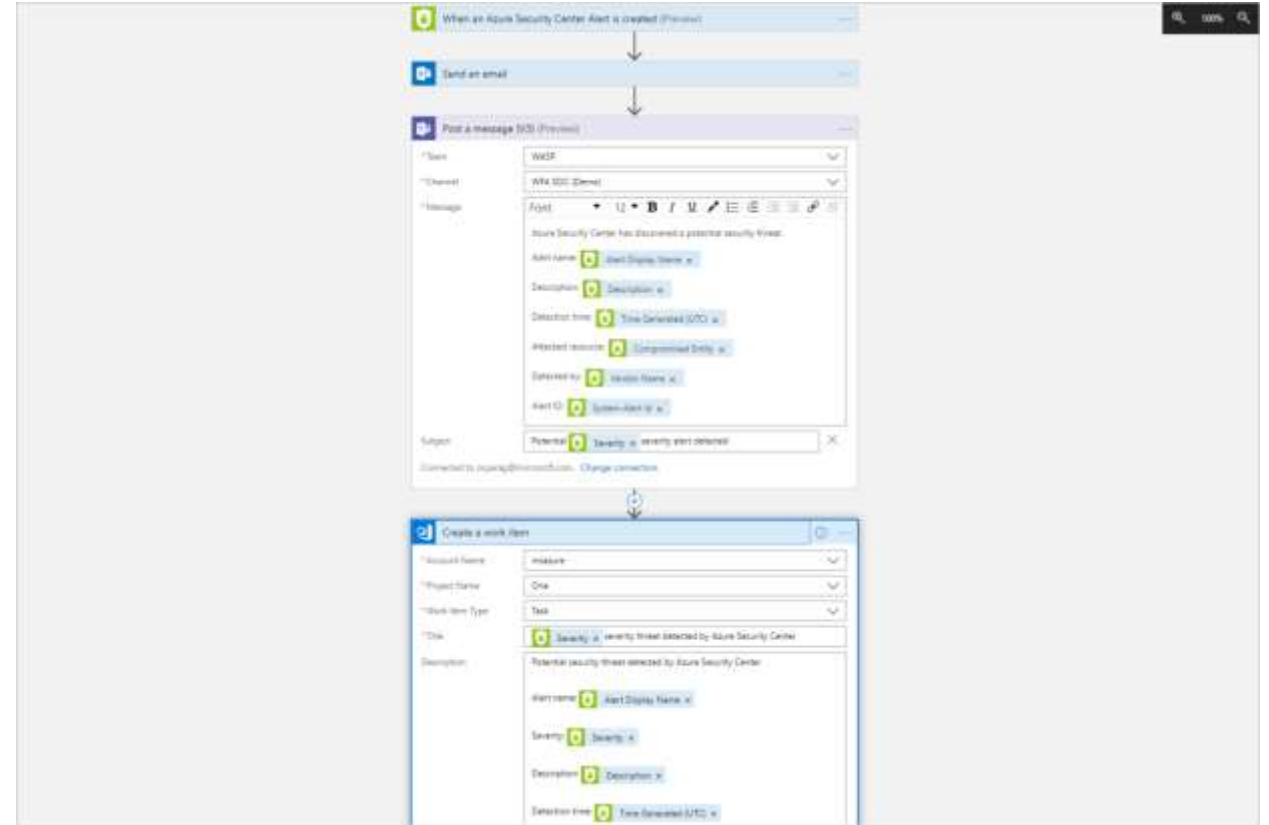 When an Azure Security Center Alert is created (Preview)
100%
Send an email
Post a message (V3) (Preview)
* Team
WASP
* Channel
(Demo)
* Message
Font 12 B I U
Azure Security Center has discovered a potential security threat.
Alert name: Alert Display Name x
Description: Description x
Detection time: Time Generated (UTC) x
Attacked resource: Compromised Entity x
Detected by: Vendor Name x
Alert ID: System Alert Id x
Subject
Potential Severity x severity alert detected!
Connected to Change connection.
Create a work item
* Account Name
* Project Name
One
* Work Item Type
Task
* Title
Severity x severity threat detected by Azure Security Center
Description
Potential security threat detected by Azure Security Center
Alert name: Alert Display Name x
Severity: Severity x
Description: Description x
Detection time: Time Generated (UTC) x